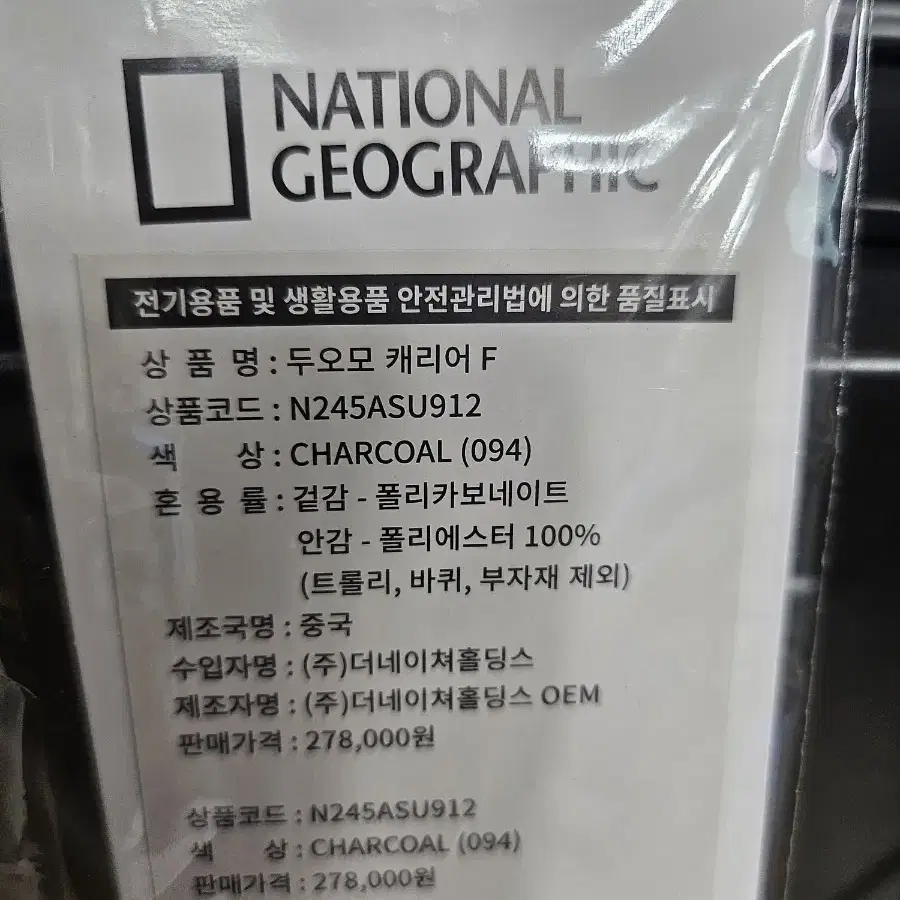 NATIONAL
GEOGRAPHIC
전기용품 및 생활용품 안전관리법에 의한 품질표시
상 품 명 : 두오모 캐리어 F
상품코드 : N245ASU912
색 상 : CHARCOAL (094)
혼 용 률 : 겉감 - 폴리카보네이트
안감 - 폴리에스터 100%
(트롤리, 바퀴, 부자재 제외)
제조국명 : 중국
수입자명 : (주)더네이쳐홀딩스
제조자명 : (주)더네이쳐홀딩스 OEM
판매가격 : 278,000원
상품코드 : N245ASU912
색 상 : CHARCOAL (094)
판매가격 : 278,000원